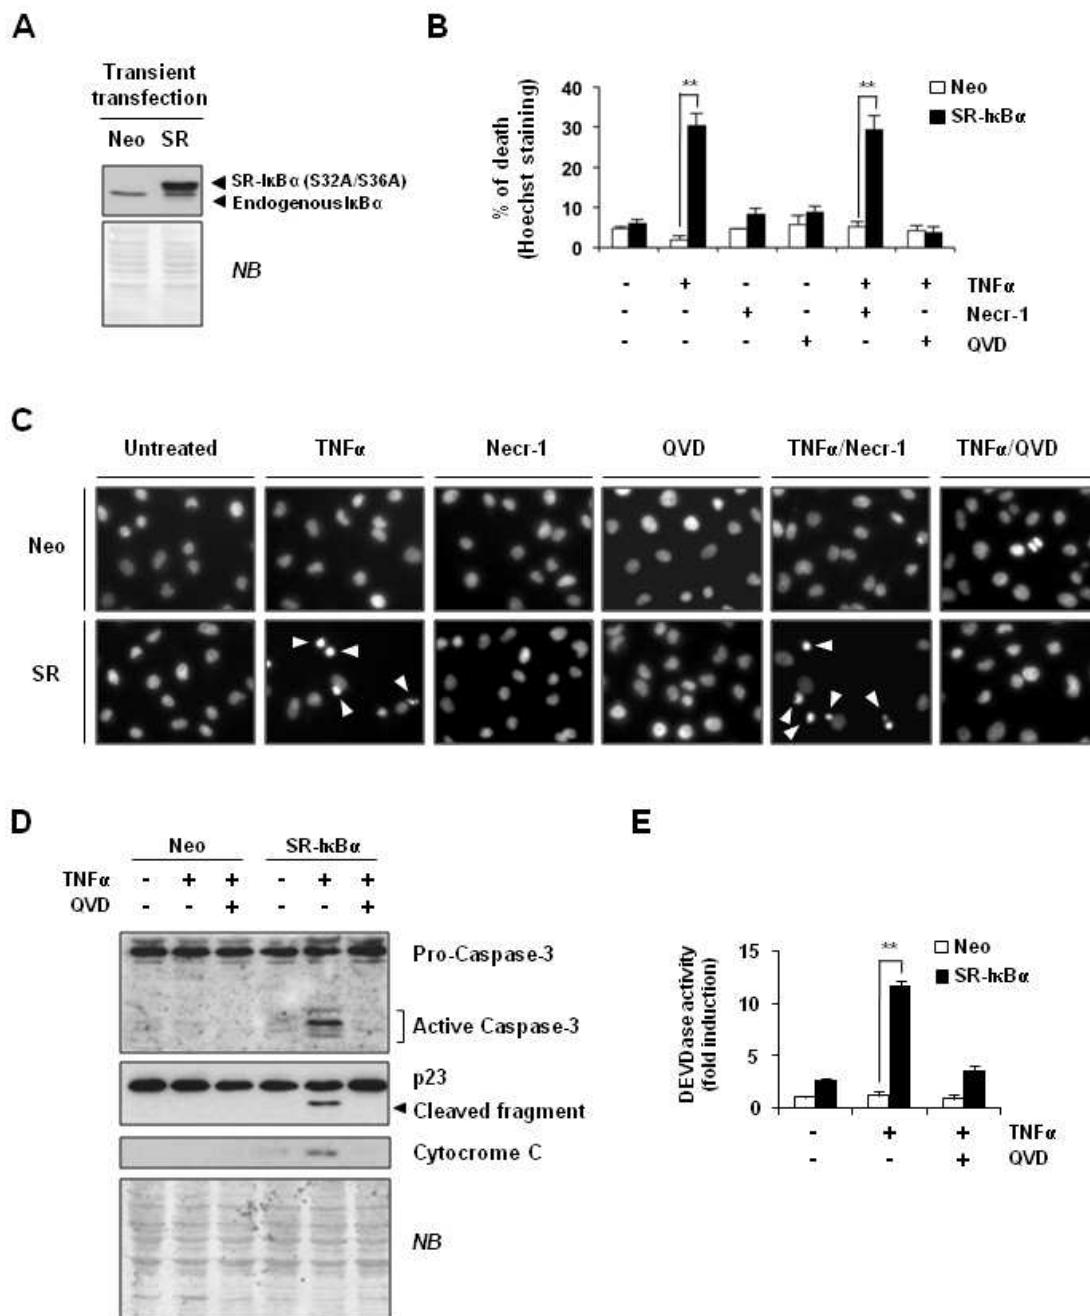 A
Transient
transfection
Neo SR
SR-IκBα (S32A/S36A)
Endogenous IκBα
NB
B
% of death
(Hoechst staining)
40
30
20
10
0
** **
Neo
SR-IκBα
- + - - + + TNFα
- - + - + - Necr-1
- - - + - + QVD
C
Untreated TNFα Necr-1 QVD TNFα/Necr-1 TNFα/QVD
Neo
SR
D
Neo SR-IκBα
TNFα - + + - + +
QVD - - + - - +
Pro-Caspase-3
Active Caspase-3
p23
Cleaved fragment
Cytocrome C
NB
E
DEVDase activity
(fold induction)
15
10
5
0
**
Neo
SR-IκBα
- + + TNFα
- - + QVD